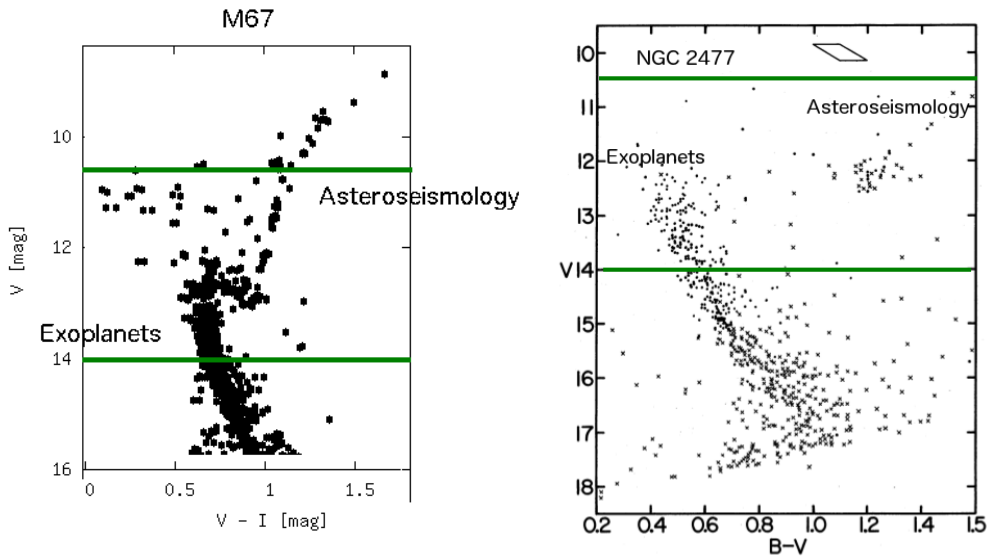 M67
10
12
14
16
V [mag]
0
0.5
1
1.5
V - I [mag]
Asteroseismology
Exoplanets
NGC 2477
Asteroseismology
Exoplanets
10
11
12
13
V14
15
16
17
18
0.2
0.4
0.6
0.8
1.0
1.2
1.4
1.5
B-V